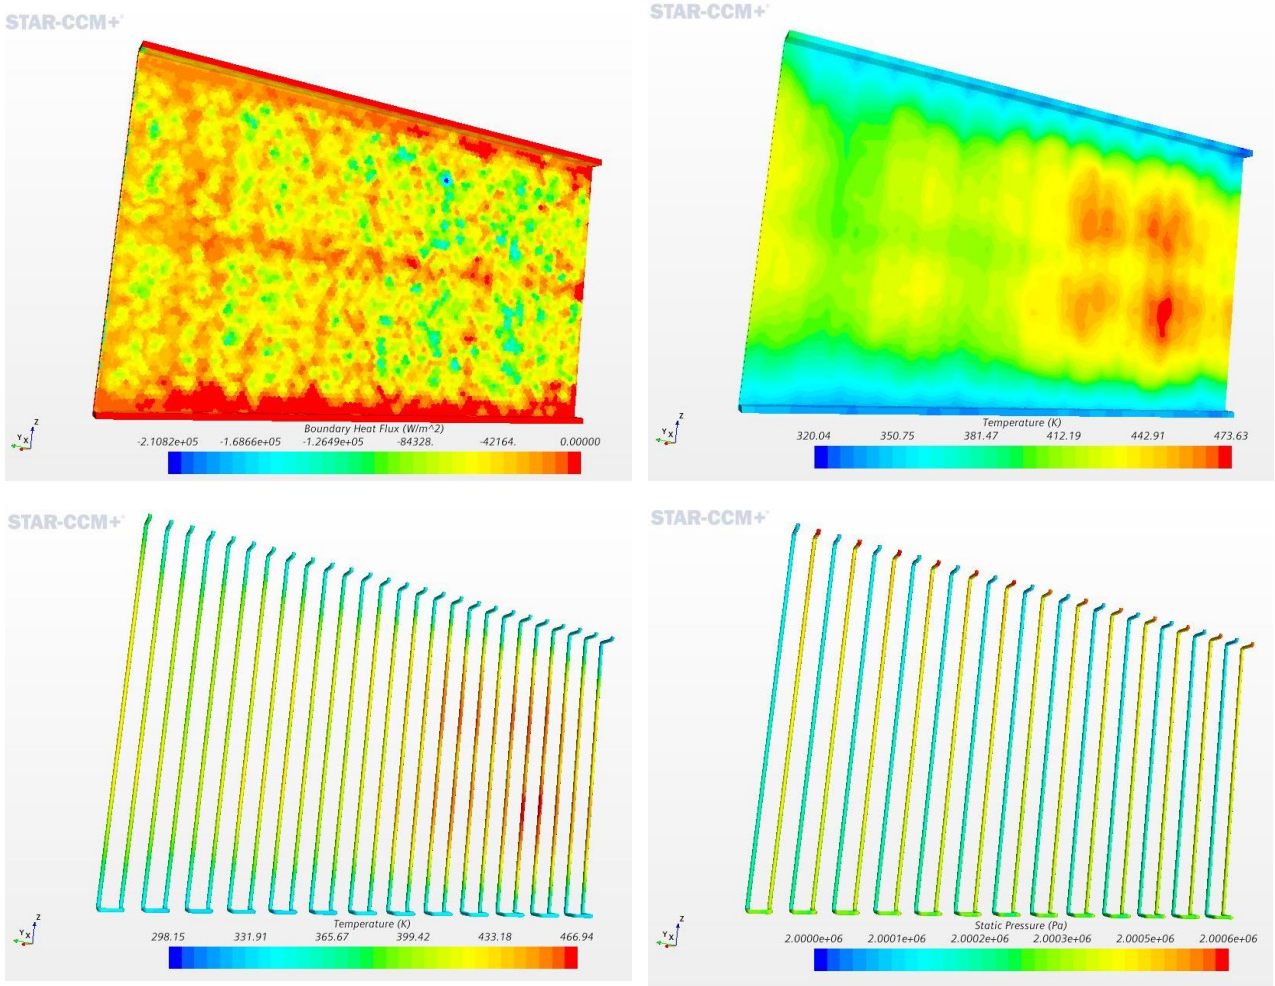 STAR-CCM+
Z
Y X
Boundary Heat Flux (W/m^2)
-2.1082e+05 -1.6866e+05 -1.2649e+05 -84328. -42164. 0.00000
STAR-CCM+
Z
Y X
Temperature (K)
320.04 350.75 381.47 412.19 442.91 473.63
STAR-CCM+
Z
Y X
Temperature (K)
298.15 331.91 365.67 399.42 433.18 466.94
STAR-CCM+
Z
Y X
Static Pressure (Pa)
2.0000e+06 2.0001e+06 2.0002e+06 2.0003e+06 2.0005e+06 2.0006e+06